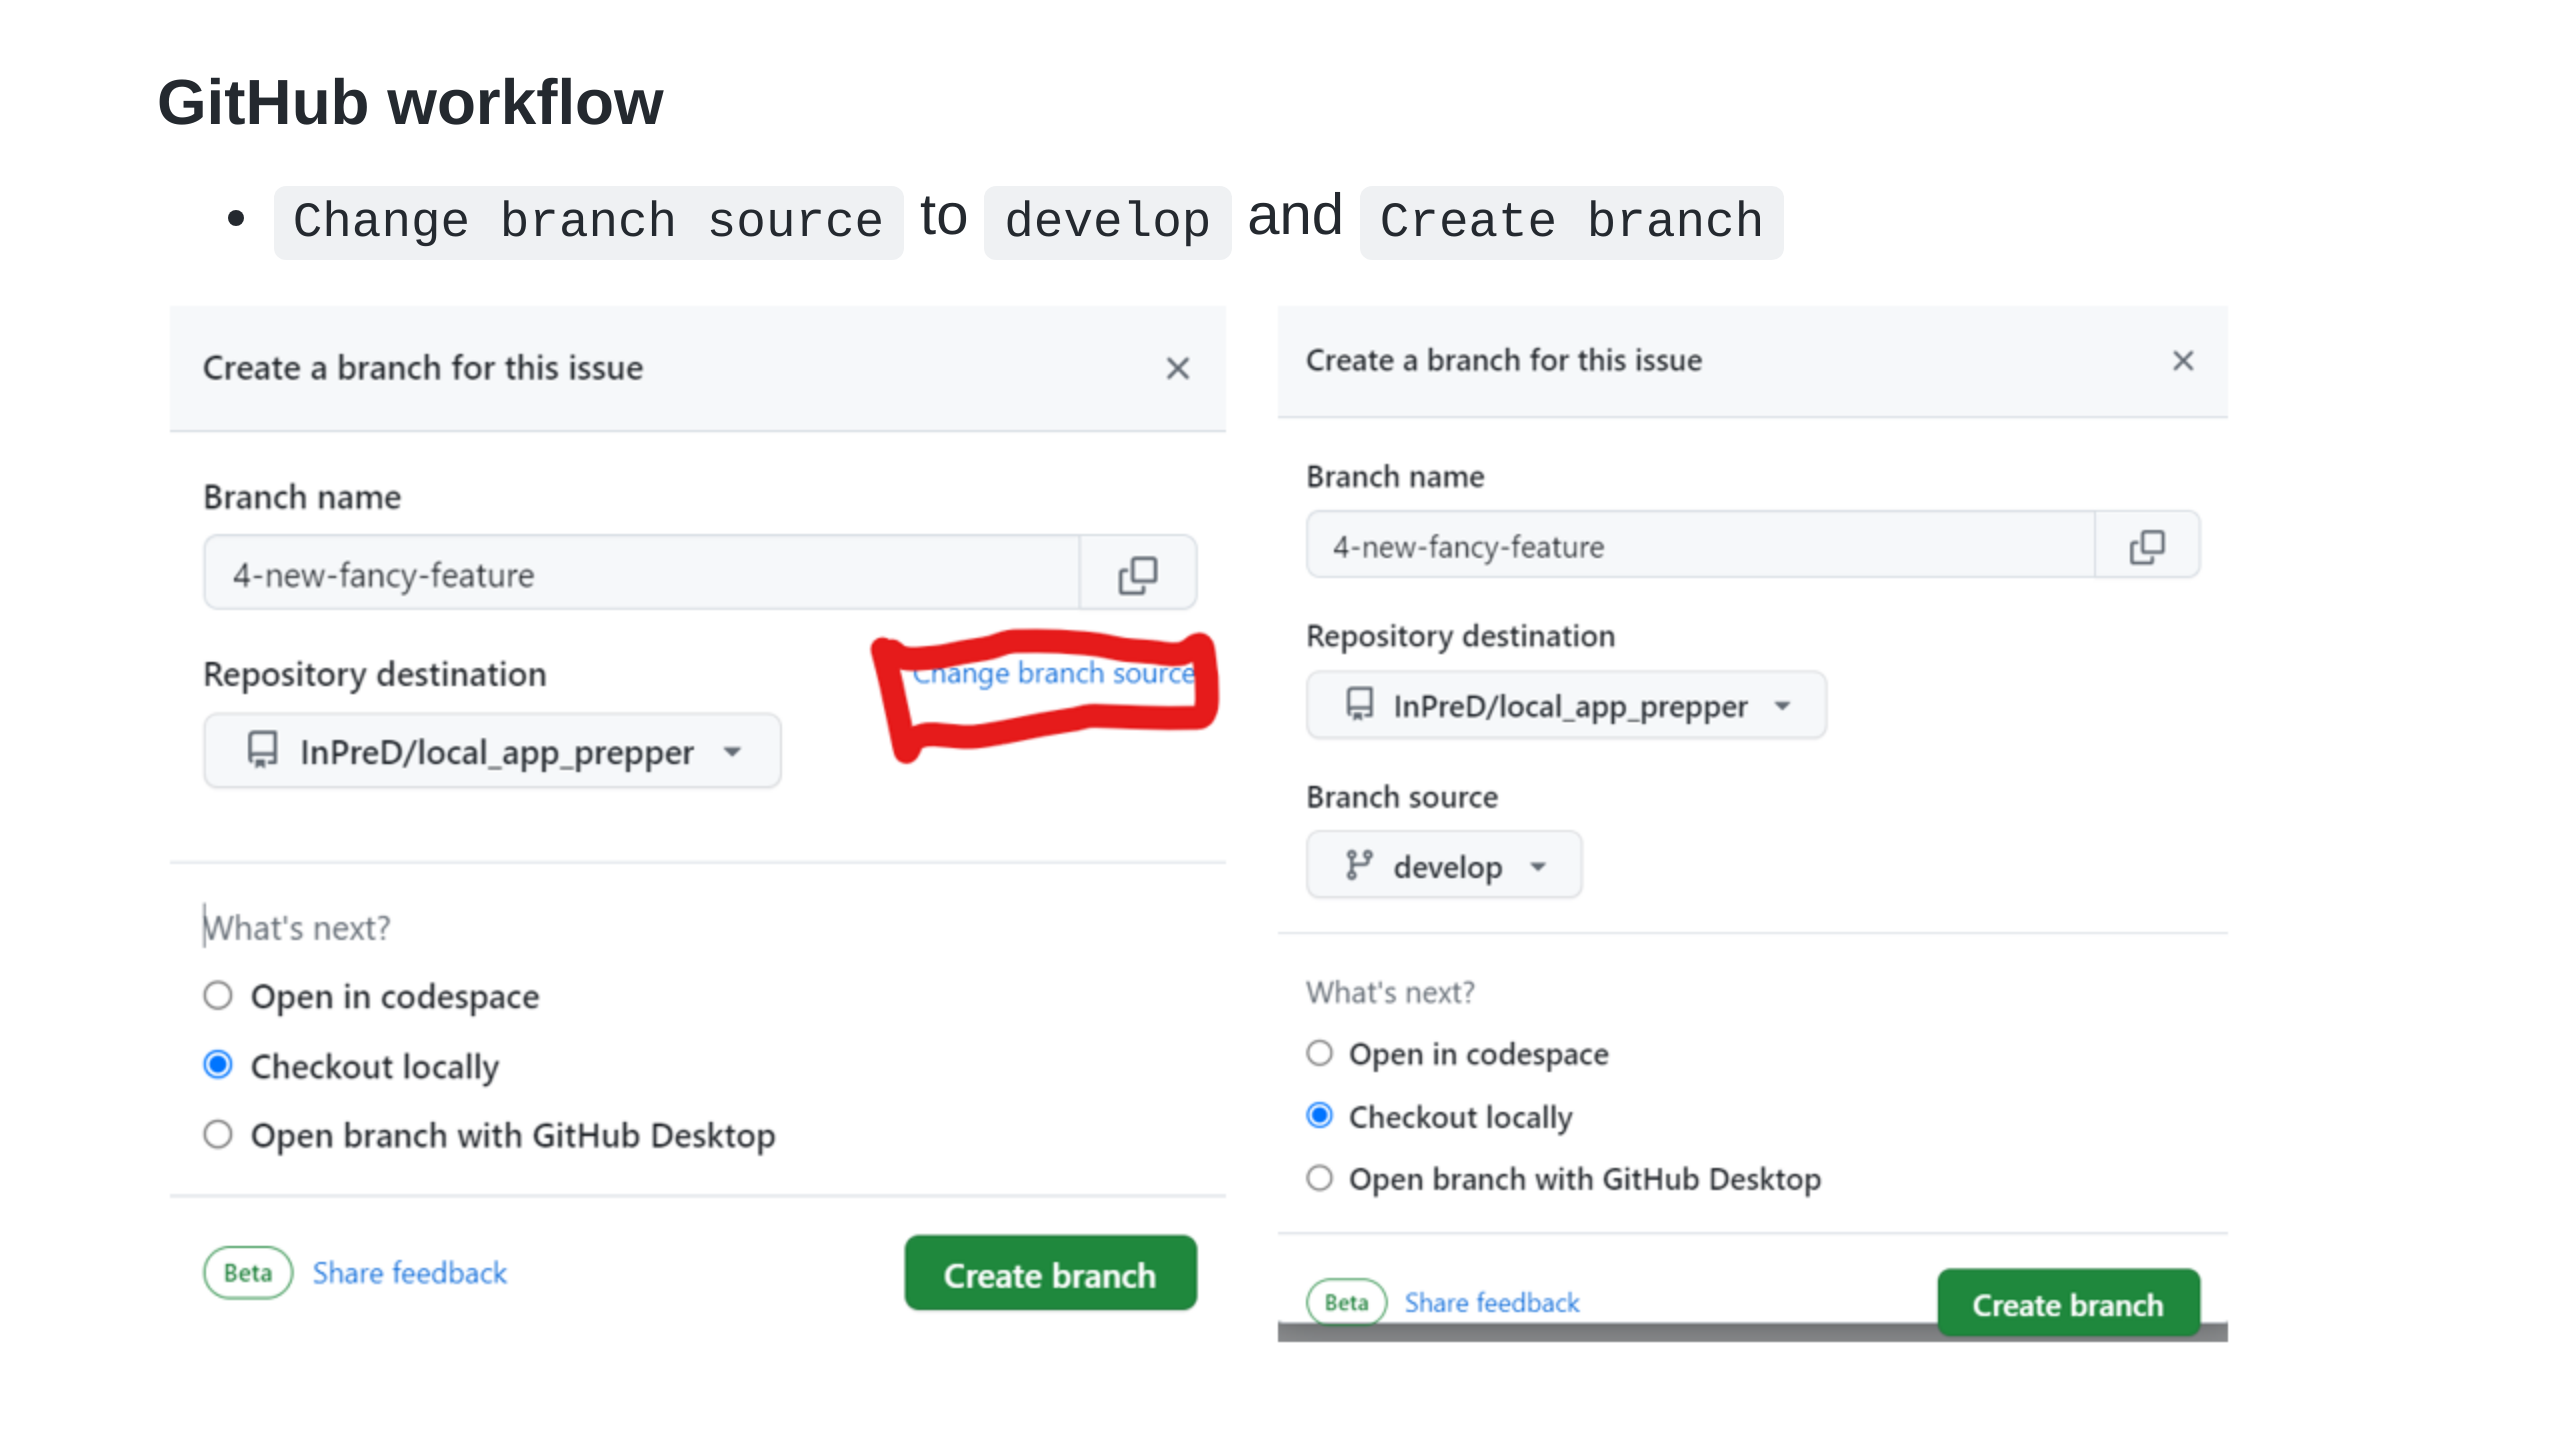 GitHub workflow
• Change branch source to develop and Create branch
Create a branch for this issue
Branch name
4-new-fancy-feature
Repository destination
Change branch source
InPreD/local_app_prepper
What's next?
Open in codespace
Checkout locally
Open branch with GitHub Desktop
Beta Share feedback
Create branch
Create a branch for this issue
Branch name
4-new-fancy-feature
Repository destination
InPreD/local_app_prepper
Branch source
develop
What's next?
Open in codespace
Checkout locally
Open branch with GitHub Desktop
Beta Share feedback
Create branch